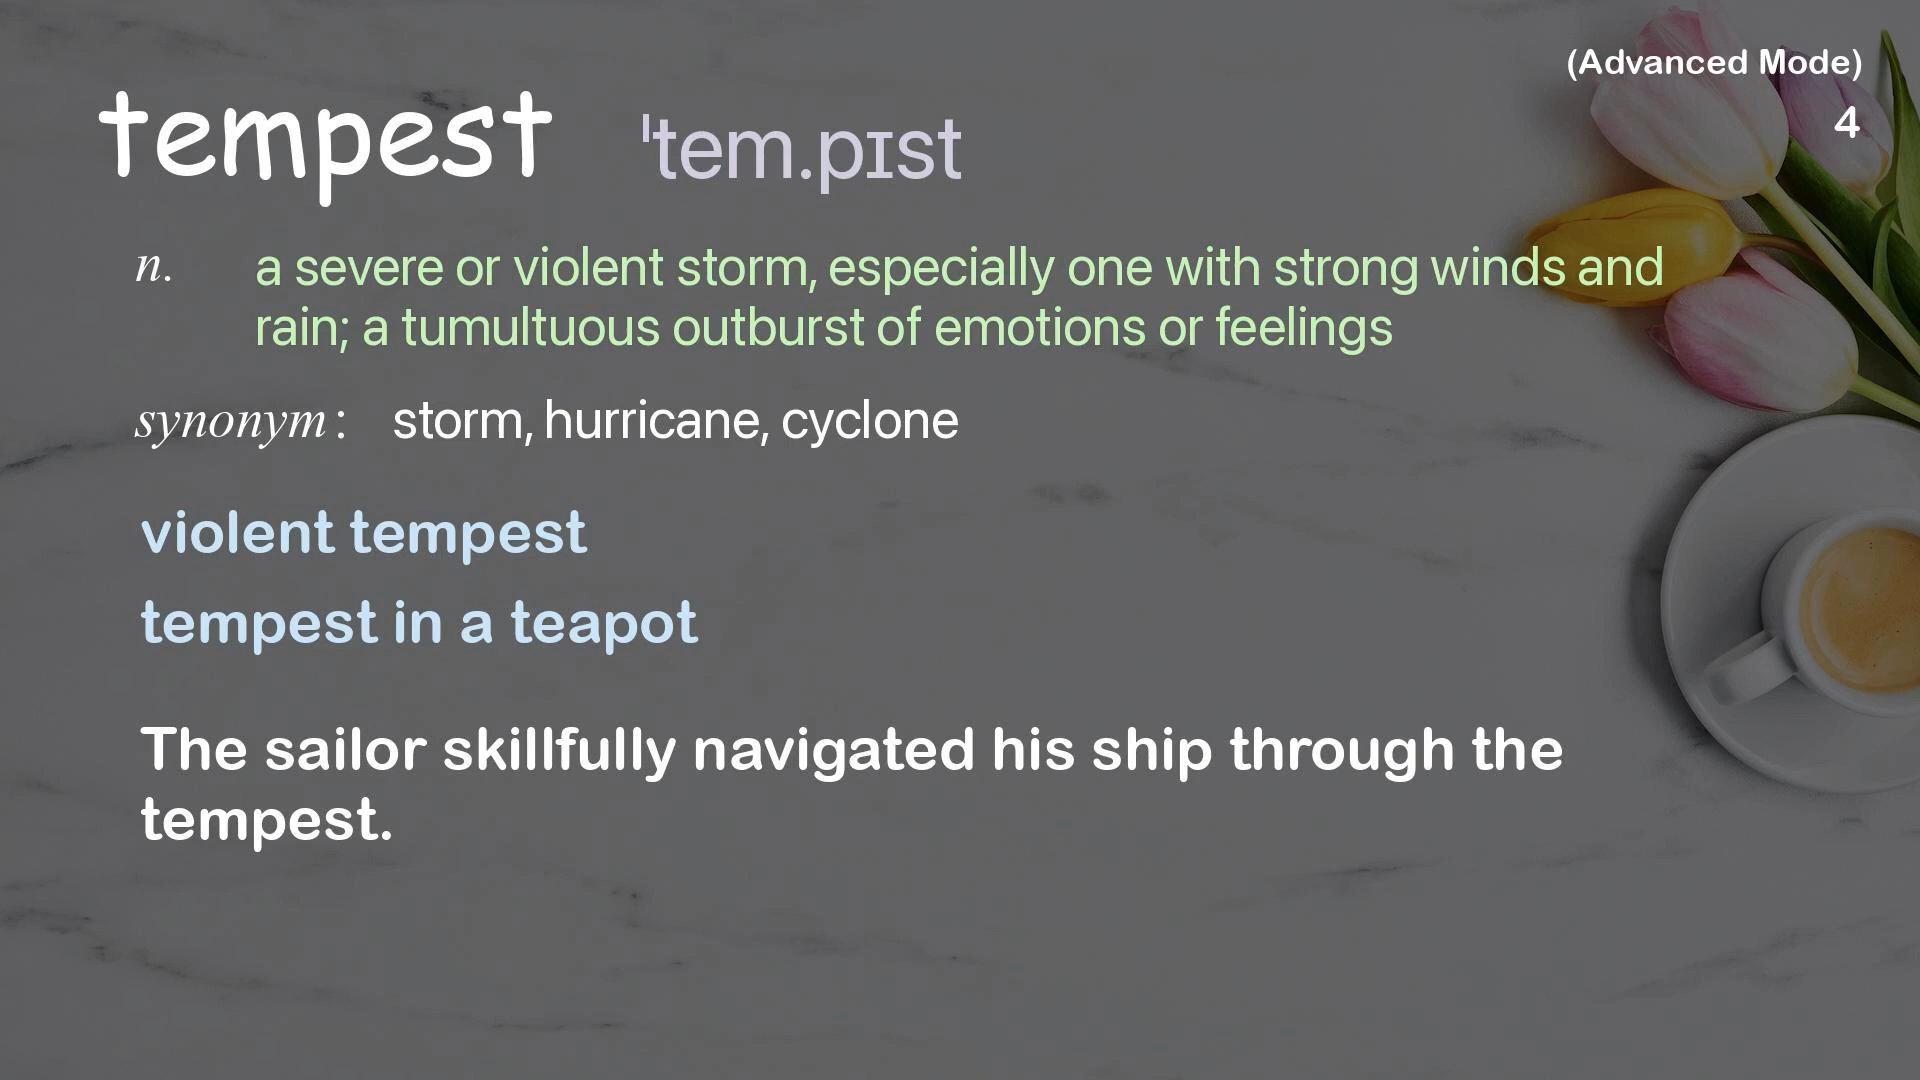 (Advanced Mode)
4
tempest ˈtem.pɪst
n. a severe or violent storm, especially one with strong winds and
rain; a tumultuous outburst of emotions or feelings
synonym: storm, hurricane, cyclone
violent tempest
tempest in a teapot
The sailor skillfully navigated his ship through the
tempest.